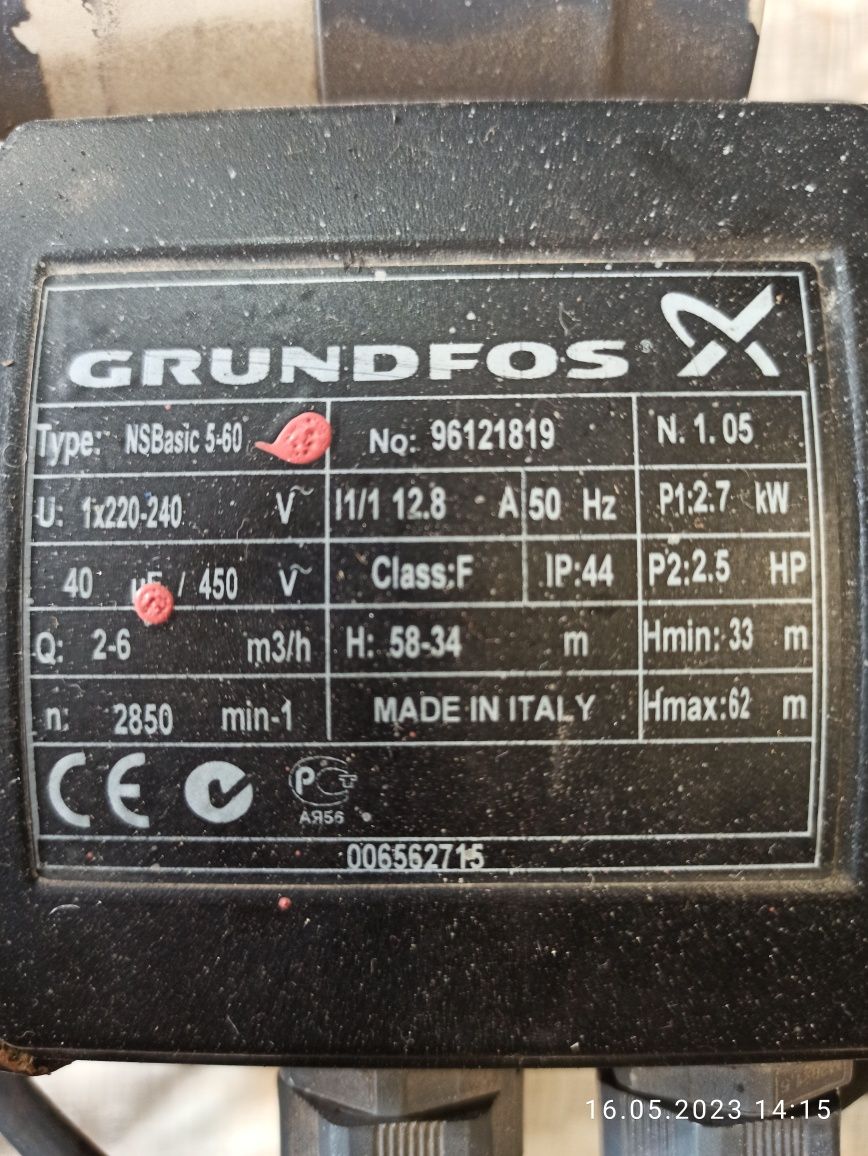 GRUNDFOS
Type: NSBasic 5-60 No: 96121819 N. 1. 05
U: 1x220-240 V~ I1/1 12.8 A 50 Hz P1:2.7 kW
40 µF / 450 V~ Class:F IP:44 P2:2.5 HP
Q: 2-6 m3/h H: 58-34 m Hmin: 33 m
n: 2850 min-1 MADE IN ITALY Hmax:62 m
CE PCT
АЯ56
006562715
16.05.2023 14:15